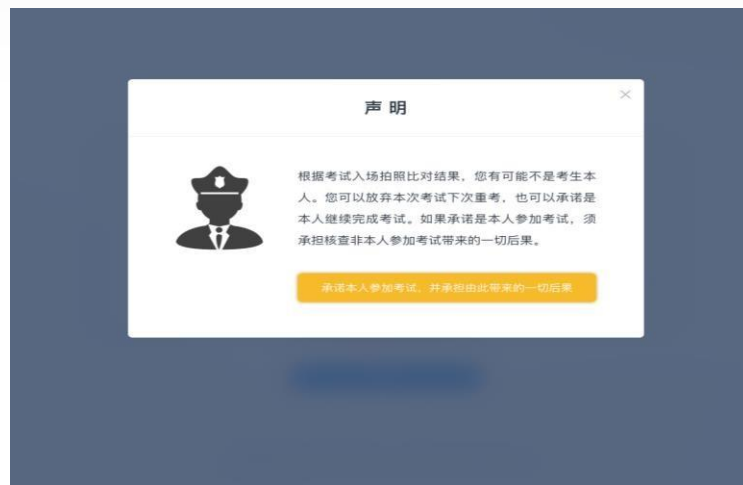 声 明
根据考试入场拍照比对结果，您有可能不是考生本
人。您可以放弃本次考试下次重考，也可以承诺是
本人继续完成考试。如果承诺是本人参加考试，须
承担核查非本人参加考试带来的一切后果。
承诺本人参加考试，并承担由此带来的一切后果